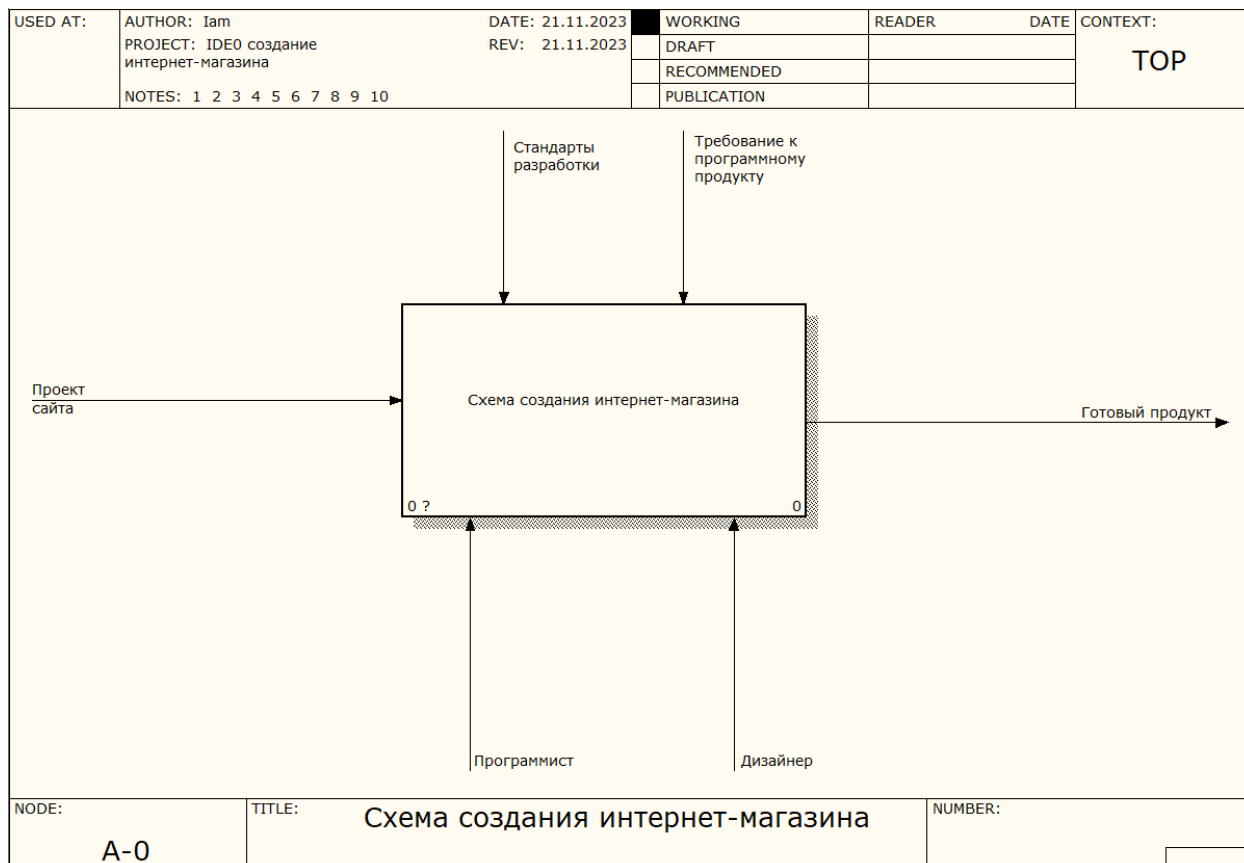 USED AT:
AUTHOR: Iam
DATE: 21.11.2023
PROJECT: IDE0 создание
интернет-магазина
REV: 21.11.2023
NOTES: 1 2 3 4 5 6 7 8 9 10
WORKING
DRAFT
RECOMMENDED
PUBLICATION
READER
DATE
CONTEXT:
TOP
Стандарты
разработки
Требование к
программному
продукту
Проект
сайта
Схема создания интернет-магазина
Готовый продукт
0 ?
0
Программист
Дизайнер
NODE:
A-0
TITLE:
Схема создания интернет-магазина
NUMBER: